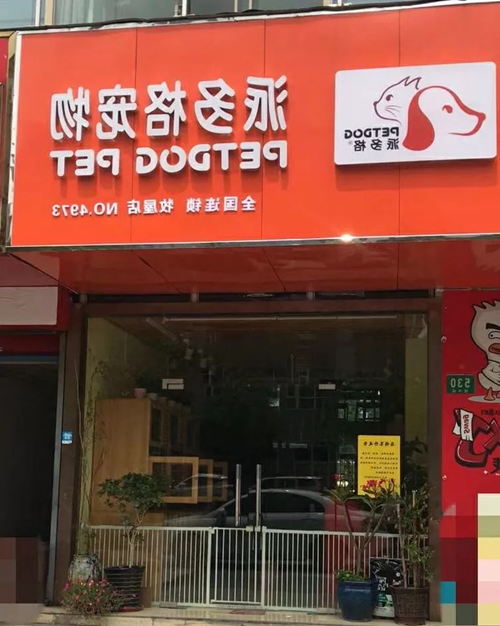 派多格宠物
PETDOG PET
全国连锁 牧屋店 NO.4973
PETDOG
派多格®
530